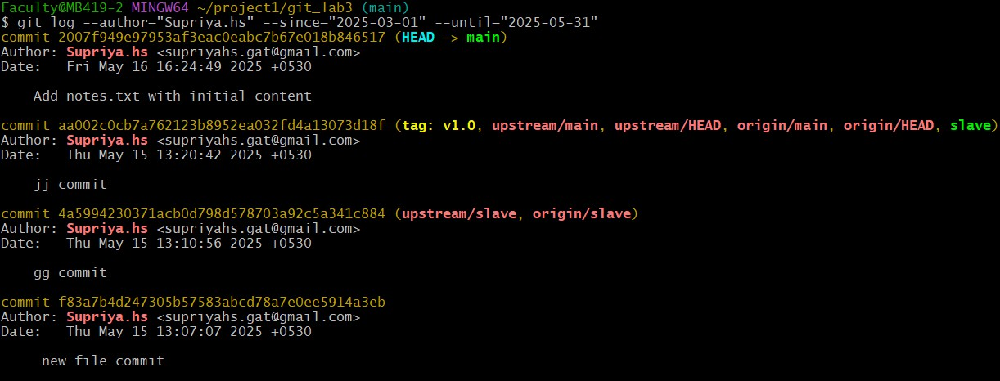 Faculty@MB419-2 MINGW64 ~/project1/git_lab3 (main)
$ git log --author="Supriya.hs" --since="2025-03-01" --until="2025-05-31"
commit 2007f949e97953af3eac0eabc7b67e018b846517 (HEAD -> main)
Author: Supriya.hs <supriyahs.gat@gmail.com>
Date:   Fri May 16 16:24:49 2025 +0530

    Add notes.txt with initial content

commit aa002c0cb7a762123b8952ea032fd4a13073d18f (tag: v1.0, upstream/main, upstream/HEAD, origin/main, origin/HEAD, slave)
Author: Supriya.hs <supriyahs.gat@gmail.com>
Date:   Thu May 15 13:20:42 2025 +0530

    jj commit

commit 4a5994230371acb0d798d578703a92c5a341c884 (upstream/slave, origin/slave)
Author: Supriya.hs <supriyahs.gat@gmail.com>
Date:   Thu May 15 13:10:56 2025 +0530

    gg commit

commit f83a7b4d247305b57583abcd78a7e0ee5914a3eb
Author: Supriya.hs <supriyahs.gat@gmail.com>
Date:   Thu May 15 13:07:07 2025 +0530

     new file commit